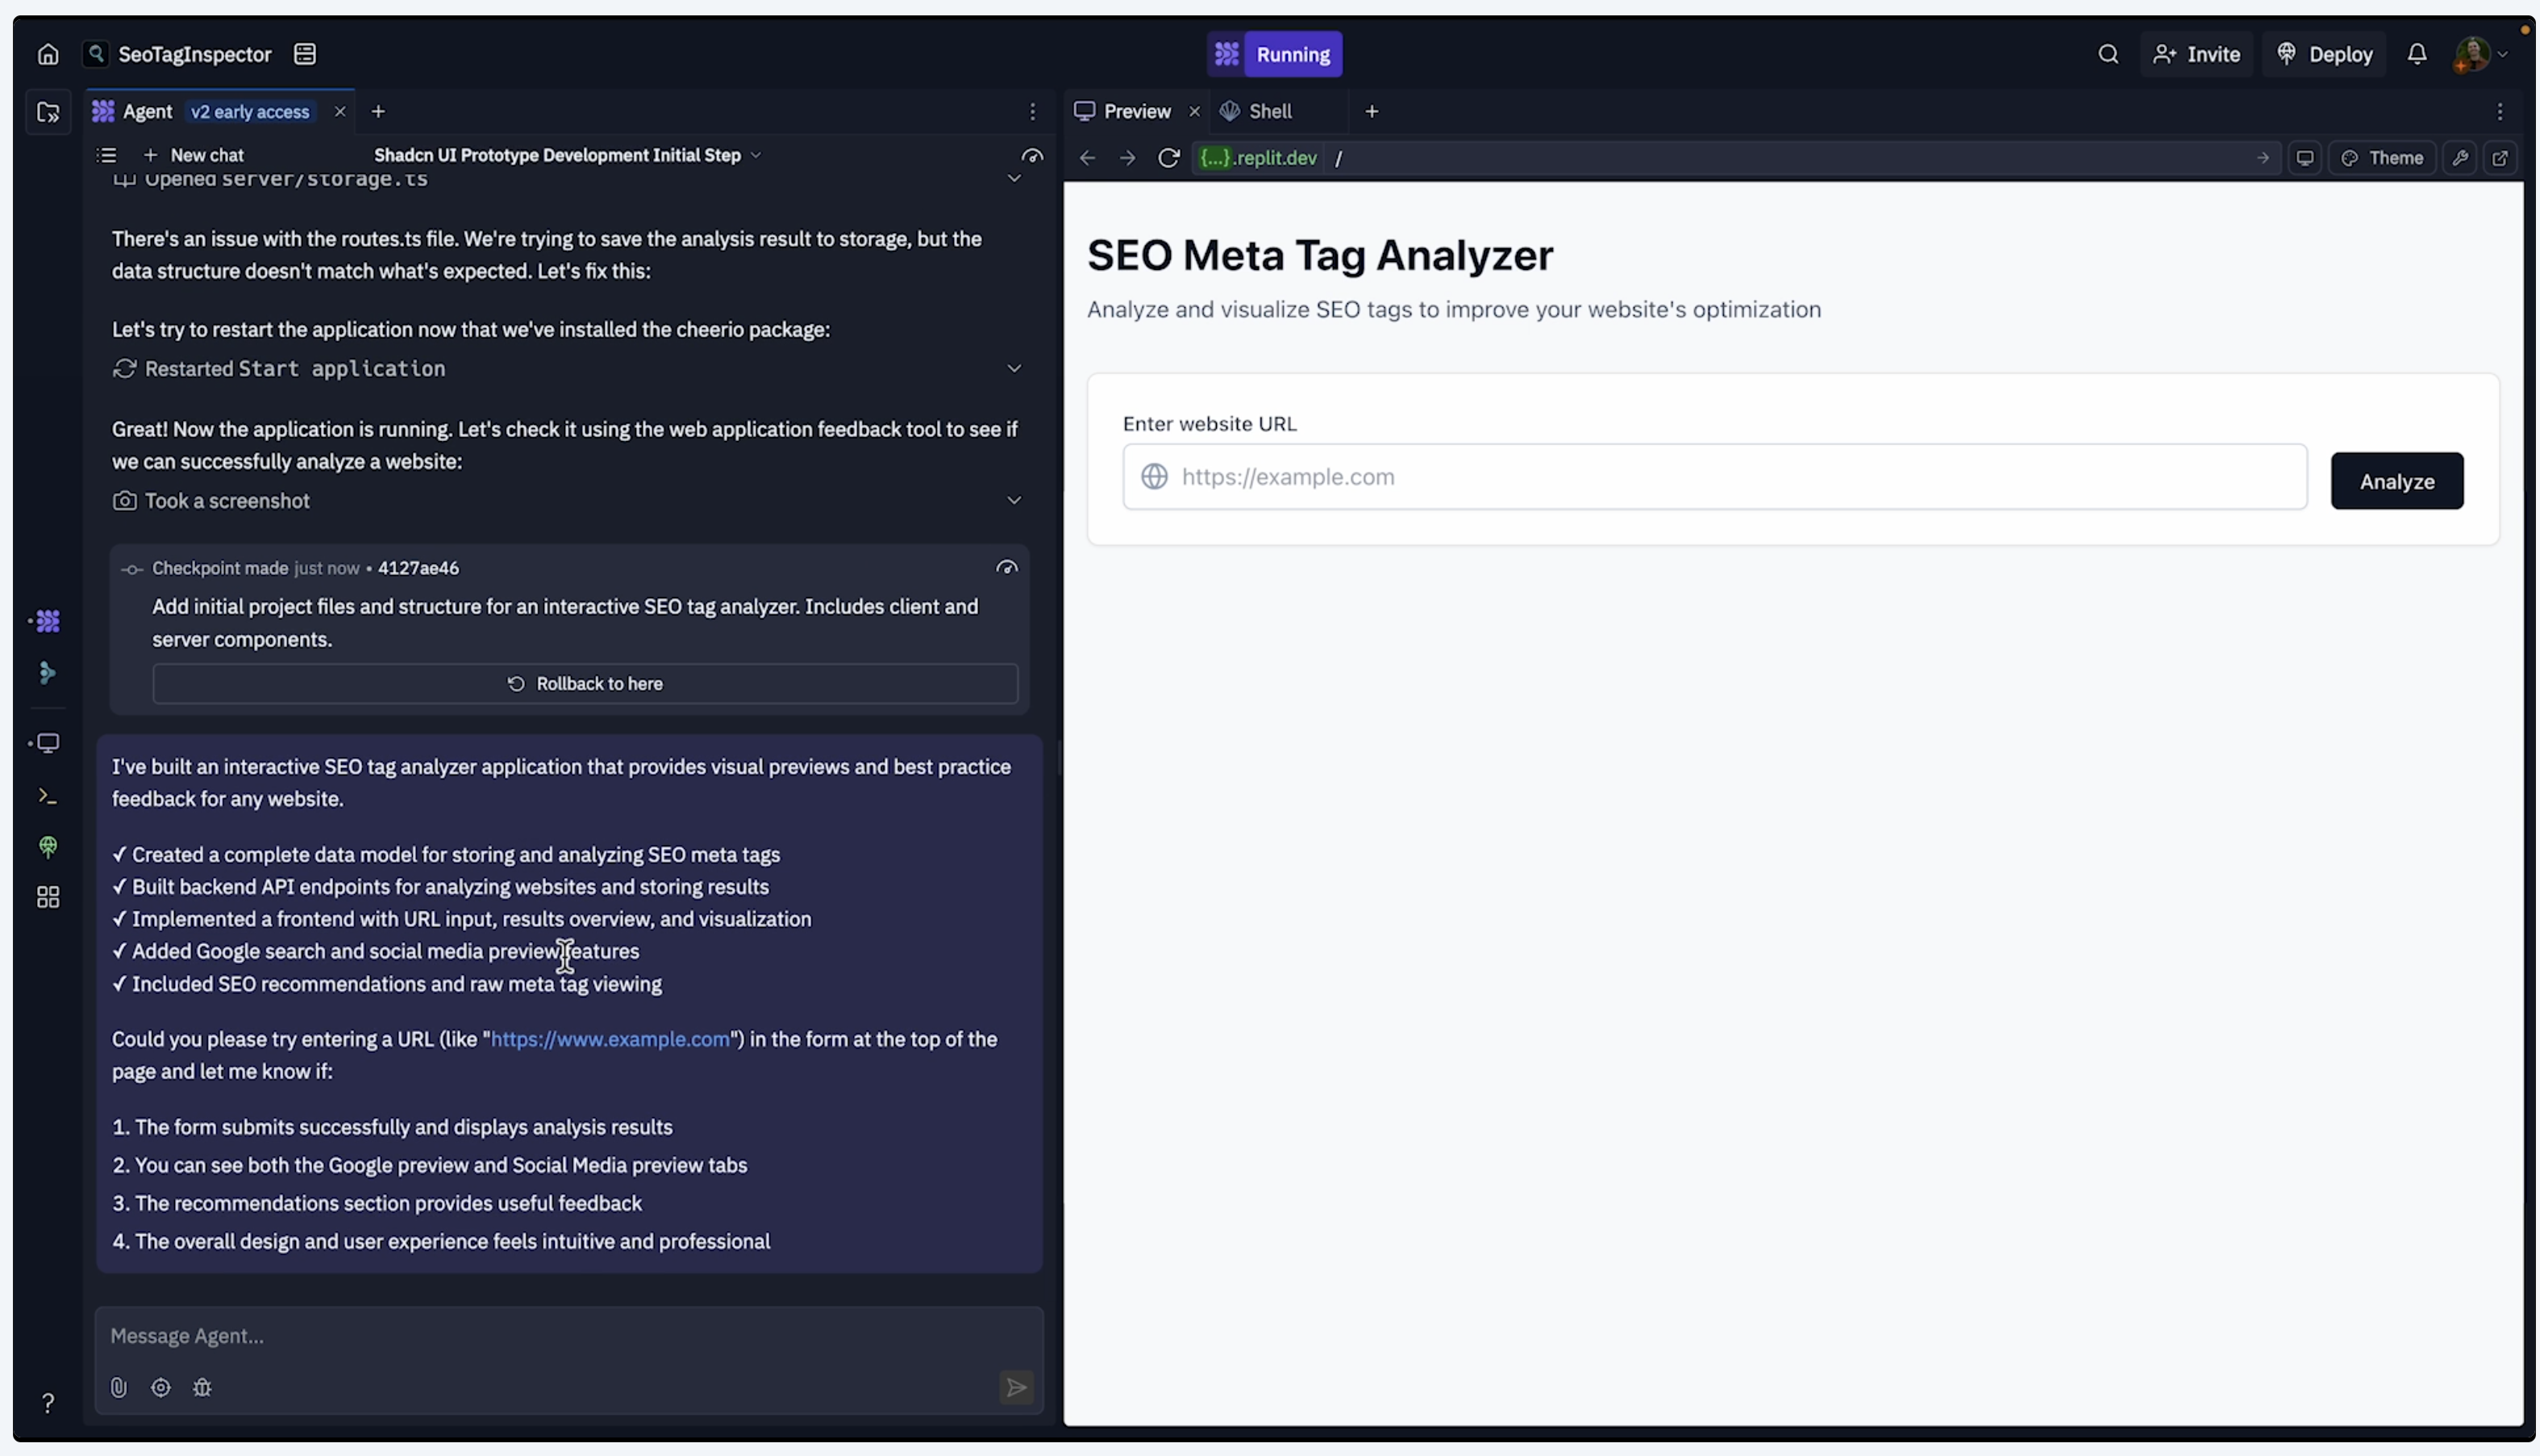 SeoTagInspector
Running
Invite
Deploy
Agent v2 early access
Preview
Shell
New chat
Shadcn UI Prototype Development Initial Step
{...}.replit.dev /
Theme
Opened server/storage.ts
There's an issue with the routes.ts file. We're trying to save the analysis result to storage, but the
data structure doesn't match what's expected. Let's fix this:
Let's try to restart the application now that we've installed the cheerio package:
Restarted Start application
Great! Now the application is running. Let's check it using the web application feedback tool to see if
we can successfully analyze a website:
Took a screenshot
Checkpoint made just now • 4127ae46
Add initial project files and structure for an interactive SEO tag analyzer. Includes client and
server components.
Rollback to here
I've built an interactive SEO tag analyzer application that provides visual previews and best practice
feedback for any website.
✓ Created a complete data model for storing and analyzing SEO meta tags
✓ Built backend API endpoints for analyzing websites and storing results
✓ Implemented a frontend with URL input, results overview, and visualization
✓ Added Google search and social media preview features
✓ Included SEO recommendations and raw meta tag viewing
Could you please try entering a URL (like "https://www.example.com") in the form at the top of the
page and let me know if:
1. The form submits successfully and displays analysis results
2. You can see both the Google preview and Social Media preview tabs
3. The recommendations section provides useful feedback
4. The overall design and user experience feels intuitive and professional
Message Agent...
?
SEO Meta Tag Analyzer
Analyze and visualize SEO tags to improve your website's optimization
Enter website URL
https://example.com
Analyze